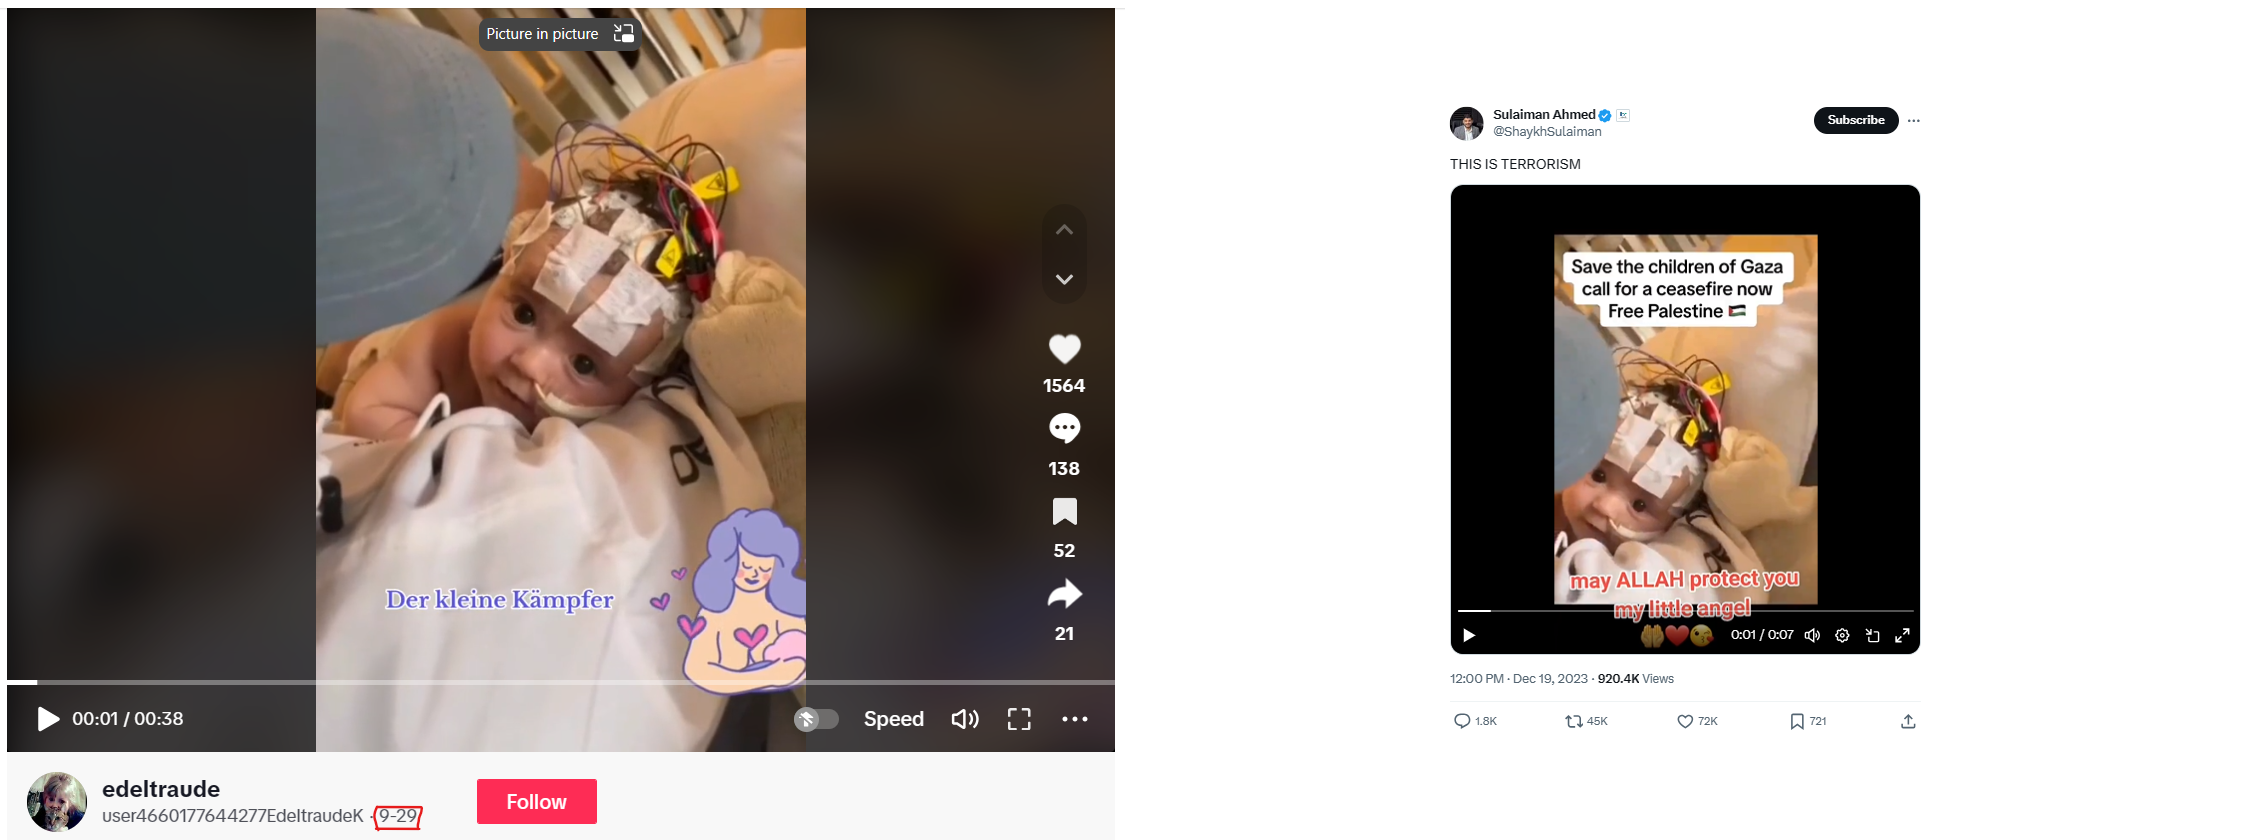 Picture in picture
1564
138
52
21
Der kleine Kämpfer
00:01 / 00:38
Speed
edeltraude
user4660177644277EdeltraudeK · 9-29
Follow
Sulaiman Ahmed
@ShaykhSulaiman
Subscribe
THIS IS TERRORISM
Save the children of Gaza
call for a ceasefire now
Free Palestine 🇵🇸
may ALLAH protect you
my little angel
🤲❤️😘
0:01 / 0:07
12:00 PM · Dec 19, 2023 · 920.4K Views
1.8K
45K
72K
721